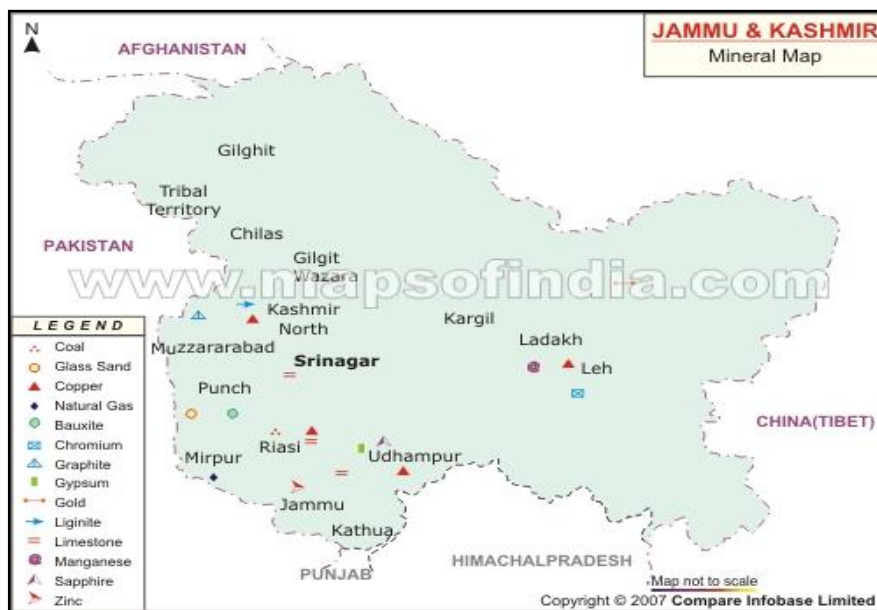 JAMMU & KASHMIR
Mineral Map
N
AFGHANISTAN
Gilghit
Tribal
Territory
Chilas
PAKISTAN
Gilgit
Wazara
www.mapsofindia.com
Kashmir
North
Kargil
Ladakh
Muzzararabad
Srinagar
Leh
Punch
CHINA(TIBET)
Riasi
Udhampur
Mirpur
Jammu
Kathua
HIMACHALPRADESH
PUNJAB
LEGEND
Coal
Glass Sand
Copper
Natural Gas
Bauxite
Chromium
Graphite
Gypsum
Gold
Liginite
Limestone
Manganese
Sapphire
Zinc
Map not to scale
Copyright © 2007 Compare Infobase Limited